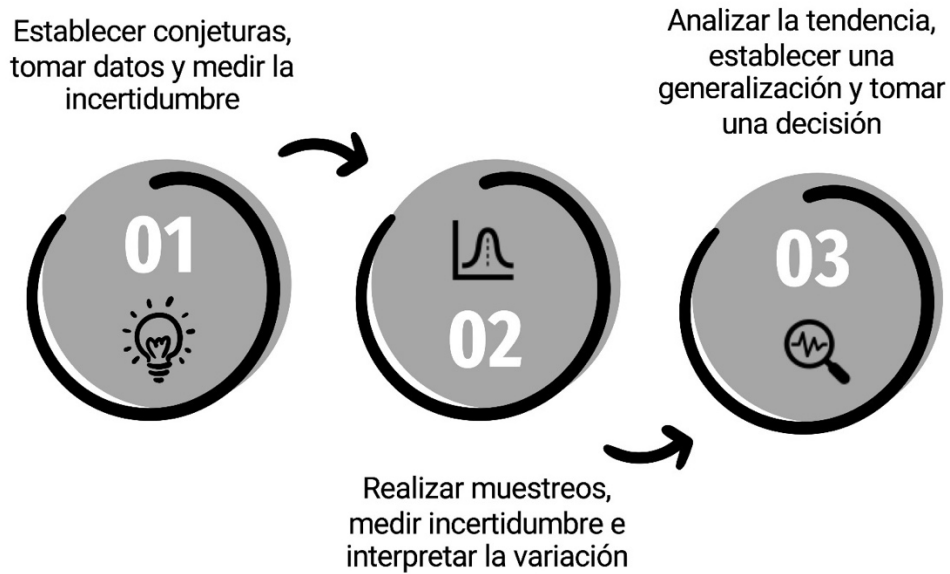 Establecer conjeturas,
tomar datos y medir la
incertidumbre
01
02
Realizar muestreos,
medir incertidumbre e
interpretar la variación
Analizar la tendencia,
establecer una
generalización y tomar
una decisión
03